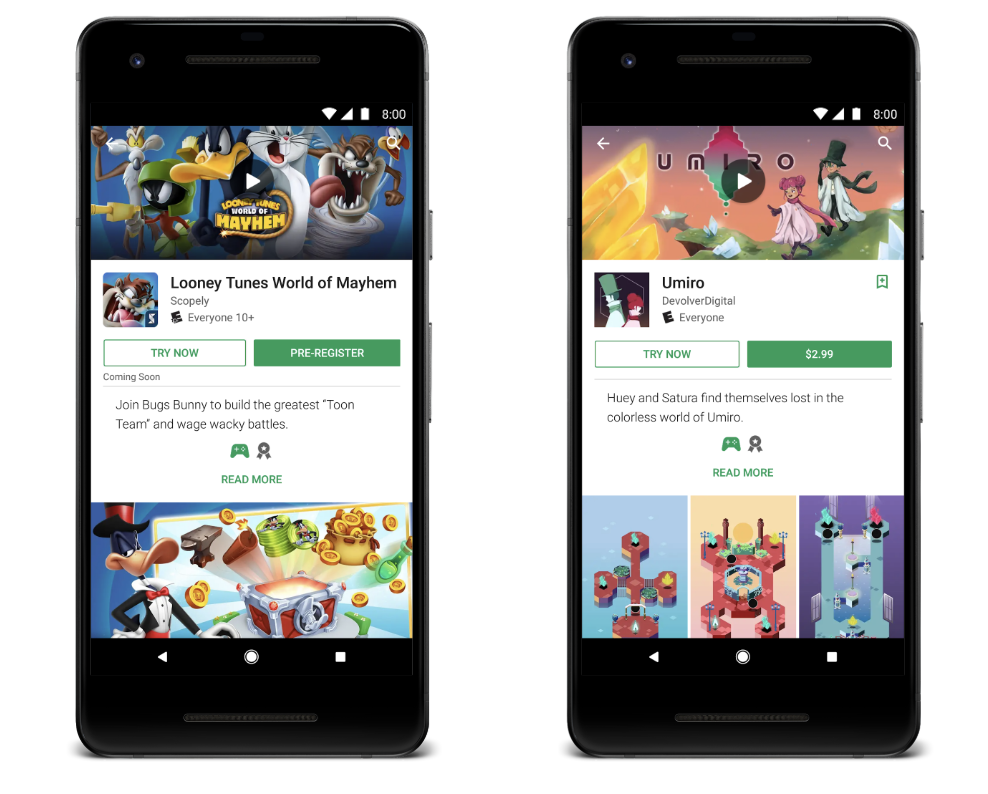 8:00
LOONEY TUNES
WORLD OF
MAYHEM
Looney Tunes World of Mayhem
Scopely
E Everyone 10+
TRY NOW
PRE-REGISTER
Coming Soon
Join Bugs Bunny to build the greatest “Toon
Team” and wage wacky battles.
READ MORE
8:00
UMIRO
Umiro
DevolverDigital
E Everyone
TRY NOW
$2.99
Huey and Satura find themselves lost in the
colorless world of Umiro.
READ MORE